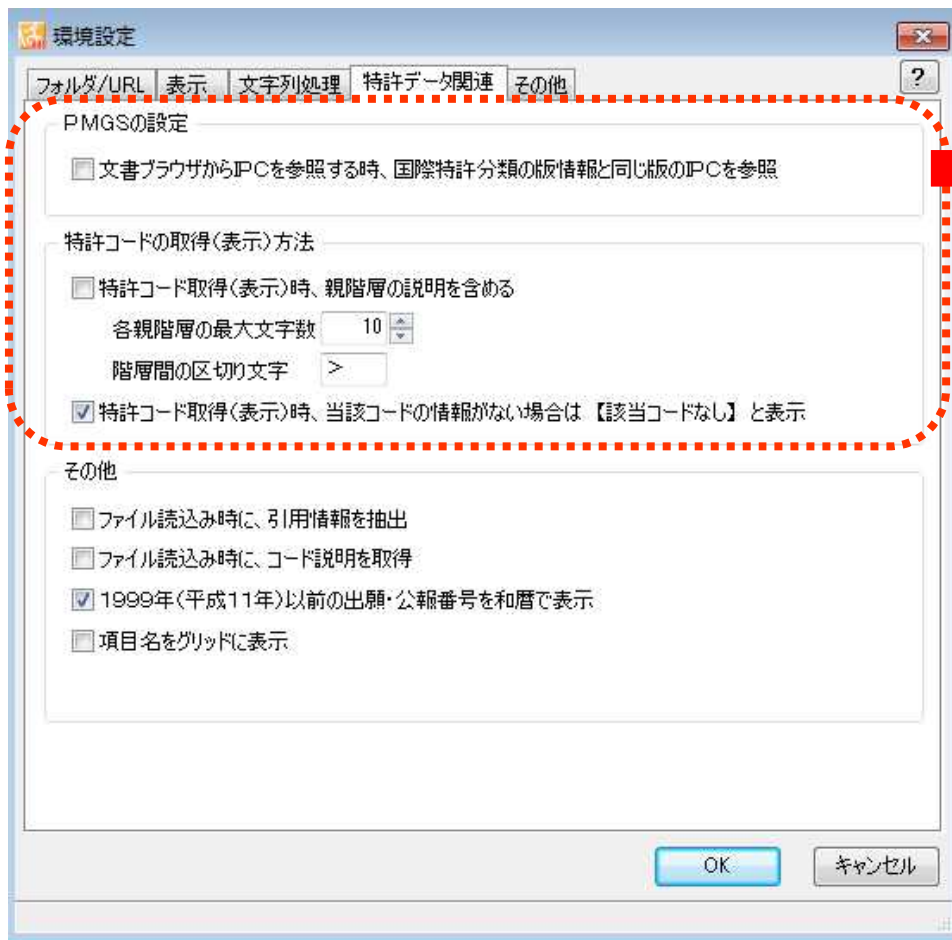 環境設定
?
フォルダ/URL 表示 文字列処理 特許データ関連 その他
PMGSの設定
文書ブラウザからIPCを参照する時、国際特許分類の版情報と同じ版のIPCを参照
特許コードの取得(表示)方法
特許コード取得(表示)時、親階層の説明を含める
各親階層の最大文字数 10
階層間の区切り文字 >
特許コード取得(表示)時、当該コードの情報がない場合は 【該当コードなし】 と表示
その他
ファイル読込み時に、引用情報を抽出
ファイル読込み時に、コード説明を取得
1999年(平成11年)以前の出願・公報番号を和暦で表示
項目名をグリッドに表示
OK キャンセル